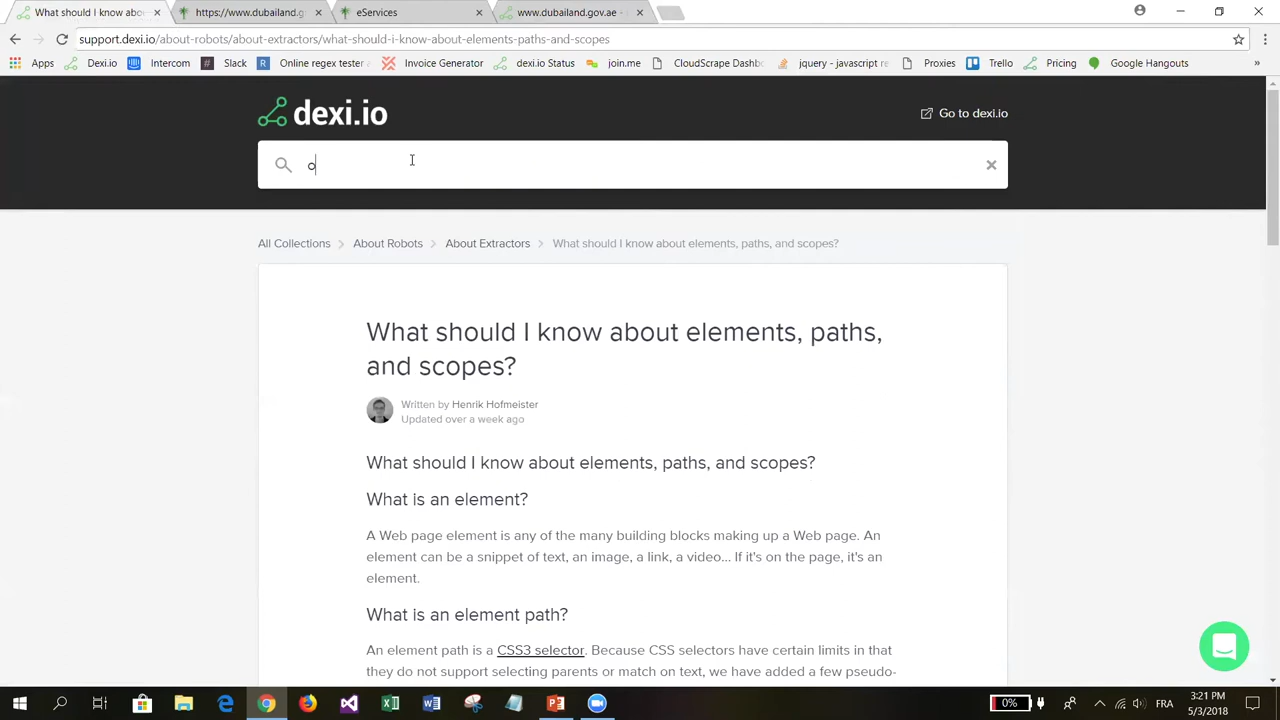 What should I know abo
https://www.dubailand.g
eServices
www.dubailand.gov.ae -
support.dexi.io/about-robots/about-extractors/what-should-i-know-about-elements-paths-and-scopes
Apps
Dexi.io
Intercom
Slack
Online regex tester
Invoice Generator
dexi.io Status
join.me
CloudScrape Dashb
jquery - javascript re
Proxies
Trello
Pricing
Google Hangouts
»
dexi.io
Go to dexi.io
o
All Collections
About Robots
About Extractors
What should I know about elements, paths, and scopes?
What should I know about elements, paths,
and scopes?
Written by Henrik Hofmeister
Updated over a week ago
What should I know about elements, paths, and scopes?
What is an element?
A Web page element is any of the many building blocks making up a Web page. An
element can be a snippet of text, an image, a link, a video... If it's on the page, it's an
element.
What is an element path?
An element path is a CSS3 selector. Because CSS selectors have certain limits in that
they do not support selecting parents or match on text, we have added a few pseudo-
0%
FRA
3:21 PM
5/3/2018